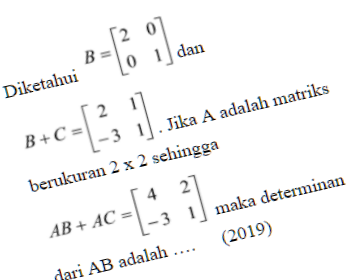 Diketahui B = [2 0; 0 1] dan
B + C = [2 1; -3 1]. Jika A adalah matriks
berukuran 2 x 2 sehingga
AB + AC = [4 2; -3 1] maka determinan
dari AB adalah .... (2019)